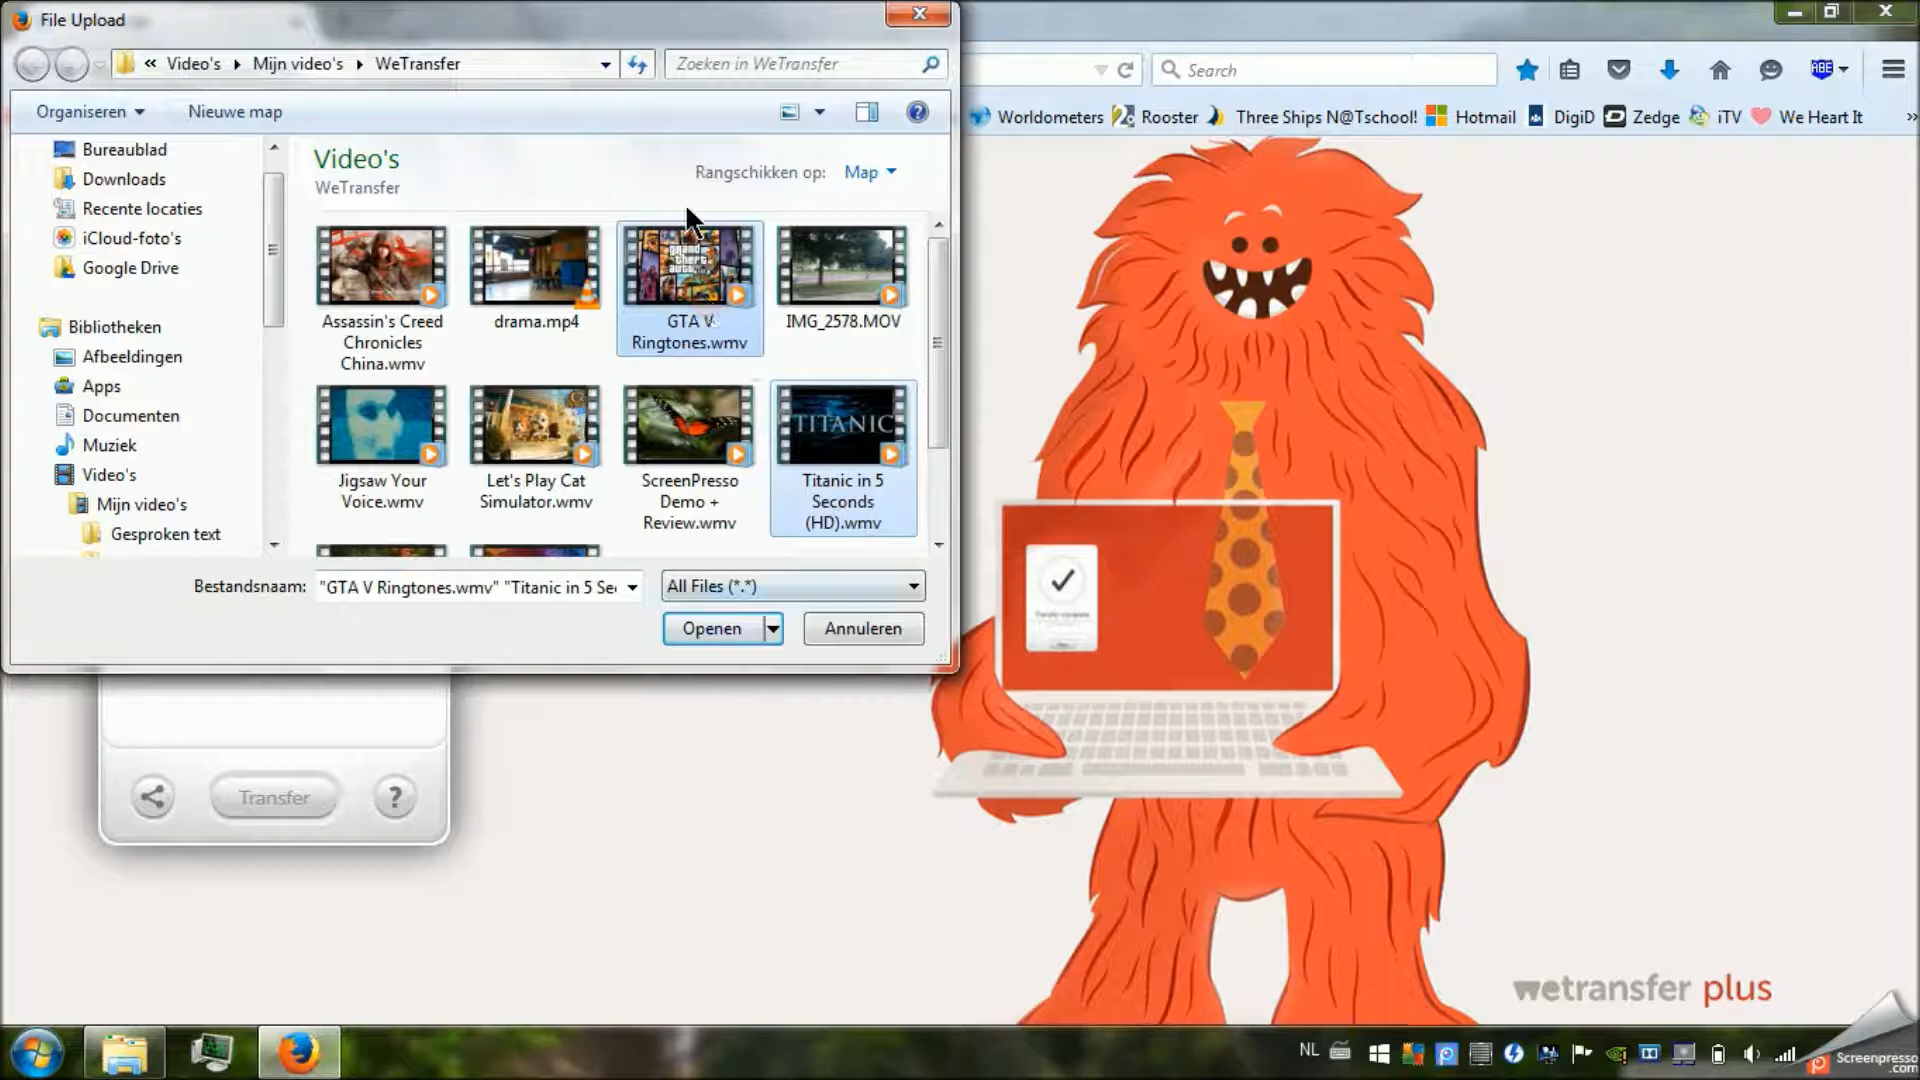 File Upload
« Video's Mijn video's WeTransfer
Zoeken in WeTransfer
Search
ABE
Organiseren Nieuwe map
Worldometers Rooster Three Ships N@Tschool! Hotmail DigiD Zedge iTV We Heart It »
Bureaublad
Downloads
Recente locaties
iCloud-foto's
Google Drive
Bibliotheken
Afbeeldingen
Apps
Documenten
Muziek
Video's
Mijn video's
Gesproken text
Video's
WeTransfer
Rangschikken op: Map
grand
theft
auto
Assassin's Creed
Chronicles
China.wmv
drama.mp4
GTA V
Ringtones.wmv
IMG_2578.MOV
TITANIC
Jigsaw Your
Voice.wmv
Let's Play Cat
Simulator.wmv
ScreenPresso
Demo +
Review.wmv
Titanic in 5
Seconds
(HD).wmv
Bestandsnaam: "GTA V Ringtones.wmv" "Titanic in 5 Se
All Files (*.*)
Openen
Annuleren
Transfer
?
wetransfer plus
NL
Screenpresso
.com